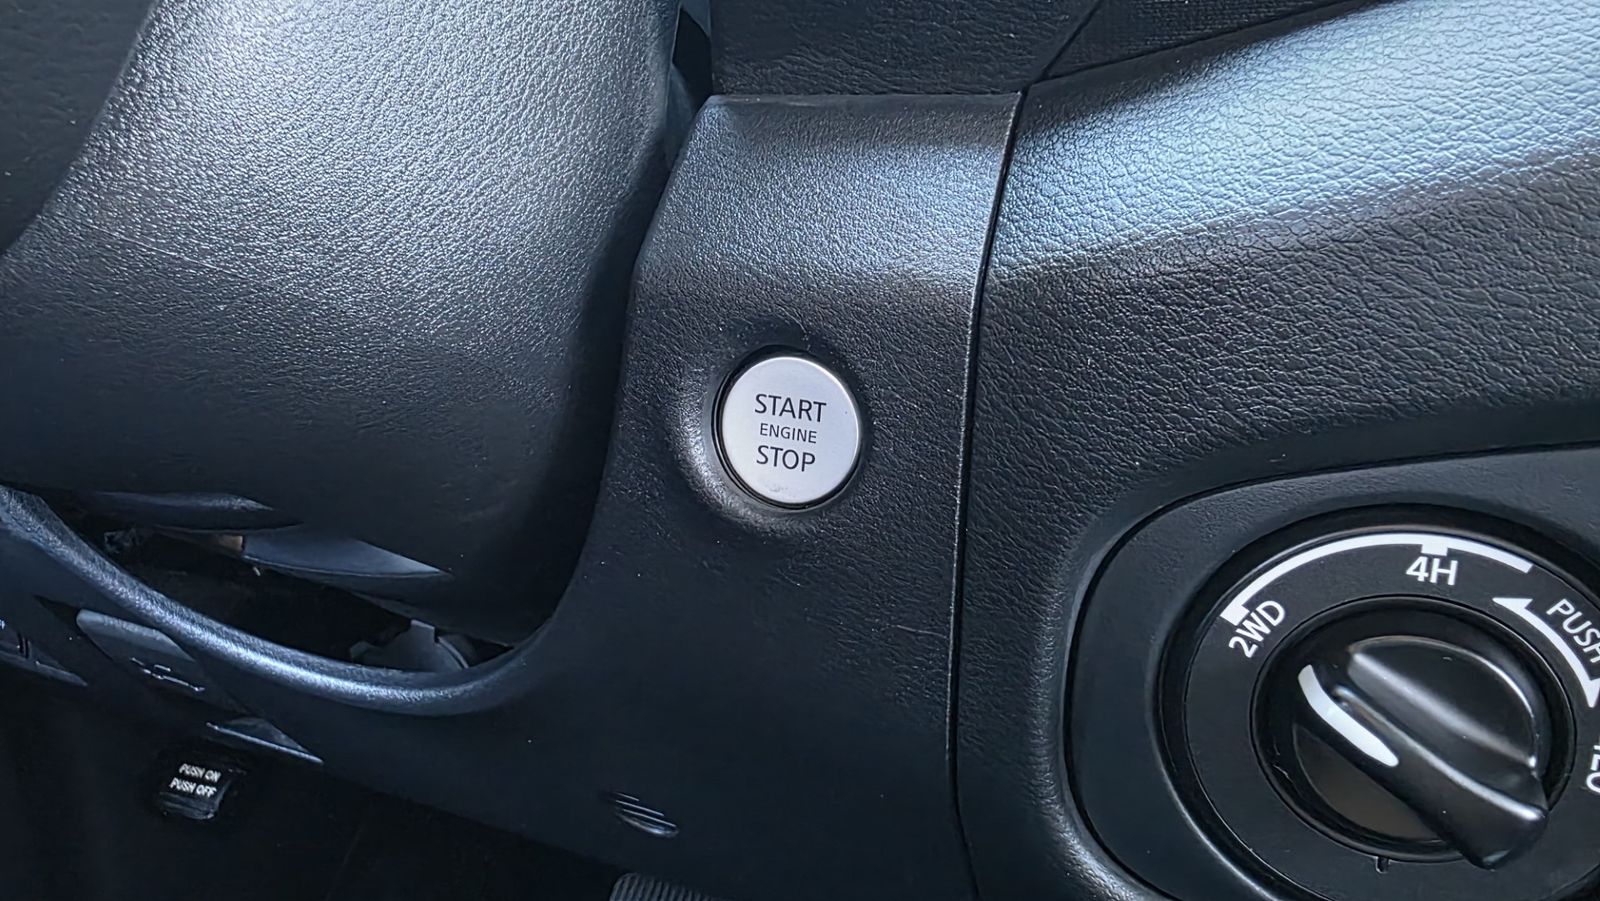 START
ENGINE
STOP
2WD
4H
PUSH
PUSH ON
PUSH OFF